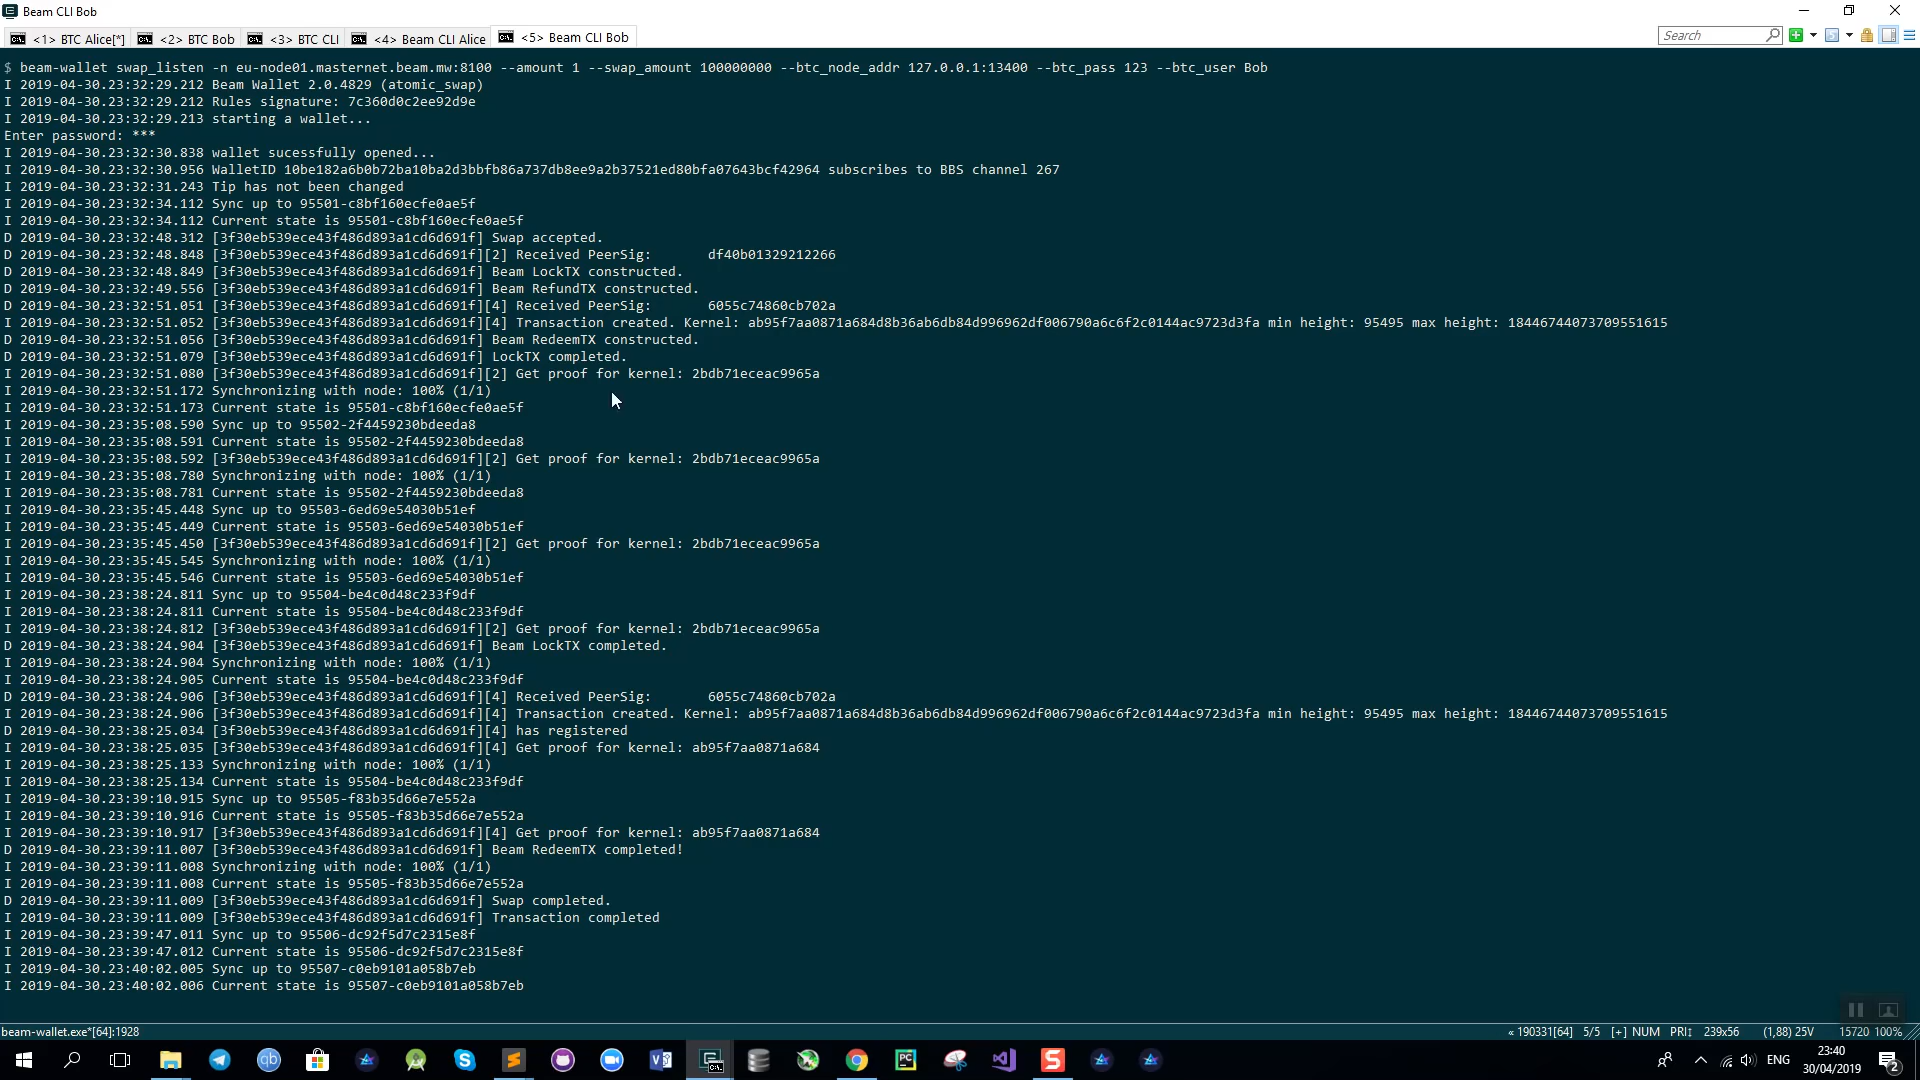 Beam CLI Bob
<1> BTC Alice[*] <2> BTC Bob <3> BTC CLI <4> Beam CLI Alice <5> Beam CLI Bob Search
$ beam-wallet swap_listen -n eu-node01.masternet.beam.mw:8100 --amount 1 --swap_amount 100000000 --btc_node_addr 127.0.0.1:13400 --btc_pass 123 --btc_user Bob
I 2019-04-30.23:32:29.212 Beam Wallet 2.0.4829 (atomic_swap)
I 2019-04-30.23:32:29.212 Rules signature: 7c360d0c2ee92d9e
I 2019-04-30.23:32:29.213 starting a wallet...
Enter password: ***
I 2019-04-30.23:32:30.838 wallet sucessfully opened...
I 2019-04-30.23:32:30.956 WalletID 10be182a6b0b72ba10ba2d3bbfb86a737db8ee9a2b37521ed80bfa07643bcf42964 subscribes to BBS channel 267
I 2019-04-30.23:32:31.243 Tip has not been changed
I 2019-04-30.23:32:34.112 Sync up to 95501-c8bf160ecfe0ae5f
I 2019-04-30.23:32:34.112 Current state is 95501-c8bf160ecfe0ae5f
D 2019-04-30.23:32:48.312 [3f30eb539ece43f486d893a1cd6d691f] Swap accepted.
D 2019-04-30.23:32:48.848 [3f30eb539ece43f486d893a1cd6d691f][2] Received PeerSig: df40b01329212266
D 2019-04-30.23:32:48.849 [3f30eb539ece43f486d893a1cd6d691f] Beam LockTX constructed.
D 2019-04-30.23:32:49.556 [3f30eb539ece43f486d893a1cd6d691f] Beam RefundTX constructed.
D 2019-04-30.23:32:51.051 [3f30eb539ece43f486d893a1cd6d691f][4] Received PeerSig: 6055c74860cb702a
I 2019-04-30.23:32:51.052 [3f30eb539ece43f486d893a1cd6d691f][4] Transaction created. Kernel: ab95f7aa0871a684d8b36ab6db84d996962df006790a6c6f2c0144ac9723d3fa min height: 95495 max height: 18446744073709551615
D 2019-04-30.23:32:51.056 [3f30eb539ece43f486d893a1cd6d691f] Beam RedeemTX constructed.
D 2019-04-30.23:32:51.079 [3f30eb539ece43f486d893a1cd6d691f] LockTX completed.
I 2019-04-30.23:32:51.080 [3f30eb539ece43f486d893a1cd6d691f][2] Get proof for kernel: 2bdb71eceac9965a
I 2019-04-30.23:32:51.172 Synchronizing with node: 100% (1/1)
I 2019-04-30.23:32:51.173 Current state is 95501-c8bf160ecfe0ae5f
I 2019-04-30.23:35:08.590 Sync up to 95502-2f4459230bdeeda8
I 2019-04-30.23:35:08.591 Current state is 95502-2f4459230bdeeda8
I 2019-04-30.23:35:08.592 [3f30eb539ece43f486d893a1cd6d691f][2] Get proof for kernel: 2bdb71eceac9965a
I 2019-04-30.23:35:08.780 Synchronizing with node: 100% (1/1)
I 2019-04-30.23:35:08.781 Current state is 95502-2f4459230bdeeda8
I 2019-04-30.23:35:45.448 Sync up to 95503-6ed69e54030b51ef
I 2019-04-30.23:35:45.449 Current state is 95503-6ed69e54030b51ef
I 2019-04-30.23:35:45.450 [3f30eb539ece43f486d893a1cd6d691f][2] Get proof for kernel: 2bdb71eceac9965a
I 2019-04-30.23:35:45.545 Synchronizing with node: 100% (1/1)
I 2019-04-30.23:35:45.546 Current state is 95503-6ed69e54030b51ef
I 2019-04-30.23:38:24.811 Sync up to 95504-be4c0d48c233f9df
I 2019-04-30.23:38:24.811 Current state is 95504-be4c0d48c233f9df
I 2019-04-30.23:38:24.812 [3f30eb539ece43f486d893a1cd6d691f][2] Get proof for kernel: 2bdb71eceac9965a
D 2019-04-30.23:38:24.904 [3f30eb539ece43f486d893a1cd6d691f] Beam LockTX completed.
I 2019-04-30.23:38:24.904 Synchronizing with node: 100% (1/1)
I 2019-04-30.23:38:24.905 Current state is 95504-be4c0d48c233f9df
D 2019-04-30.23:38:24.906 [3f30eb539ece43f486d893a1cd6d691f][4] Received PeerSig: 6055c74860cb702a
I 2019-04-30.23:38:24.906 [3f30eb539ece43f486d893a1cd6d691f][4] Transaction created. Kernel: ab95f7aa0871a684d8b36ab6db84d996962df006790a6c6f2c0144ac9723d3fa min height: 95495 max height: 18446744073709551615
D 2019-04-30.23:38:25.034 [3f30eb539ece43f486d893a1cd6d691f][4] has registered
I 2019-04-30.23:38:25.035 [3f30eb539ece43f486d893a1cd6d691f][4] Get proof for kernel: ab95f7aa0871a684
I 2019-04-30.23:38:25.133 Synchronizing with node: 100% (1/1)
I 2019-04-30.23:38:25.134 Current state is 95504-be4c0d48c233f9df
I 2019-04-30.23:39:10.915 Sync up to 95505-f83b35d66e7e552a
I 2019-04-30.23:39:10.916 Current state is 95505-f83b35d66e7e552a
I 2019-04-30.23:39:10.917 [3f30eb539ece43f486d893a1cd6d691f][4] Get proof for kernel: ab95f7aa0871a684
D 2019-04-30.23:39:11.007 [3f30eb539ece43f486d893a1cd6d691f] Beam RedeemTX completed!
I 2019-04-30.23:39:11.008 Synchronizing with node: 100% (1/1)
I 2019-04-30.23:39:11.008 Current state is 95505-f83b35d66e7e552a
D 2019-04-30.23:39:11.009 [3f30eb539ece43f486d893a1cd6d691f] Swap completed.
I 2019-04-30.23:39:11.009 [3f30eb539ece43f486d893a1cd6d691f] Transaction completed
I 2019-04-30.23:39:47.011 Sync up to 95506-dc92f5d7c2315e8f
I 2019-04-30.23:39:47.012 Current state is 95506-dc92f5d7c2315e8f
I 2019-04-30.23:40:02.005 Sync up to 95507-c0eb9101a058b7eb
I 2019-04-30.23:40:02.006 Current state is 95507-c0eb9101a058b7eb
beam-wallet.exe*[64]:1928 « 190331[64] 5/5 [+] NUM PRI↕ 239x56 (1,88) 25V 15720 100%
ENG 23:40
30/04/2019 2